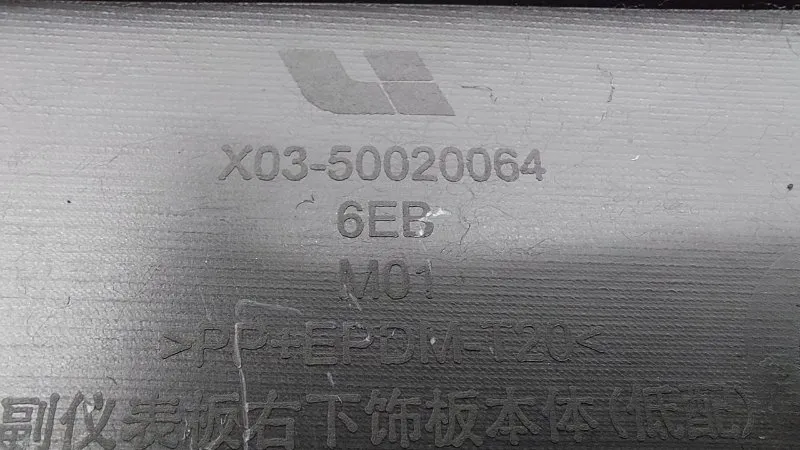 X03-50020064
6EB
M01
>PP+EPDM-T20<
副仪表板右下饰板本体(低配)